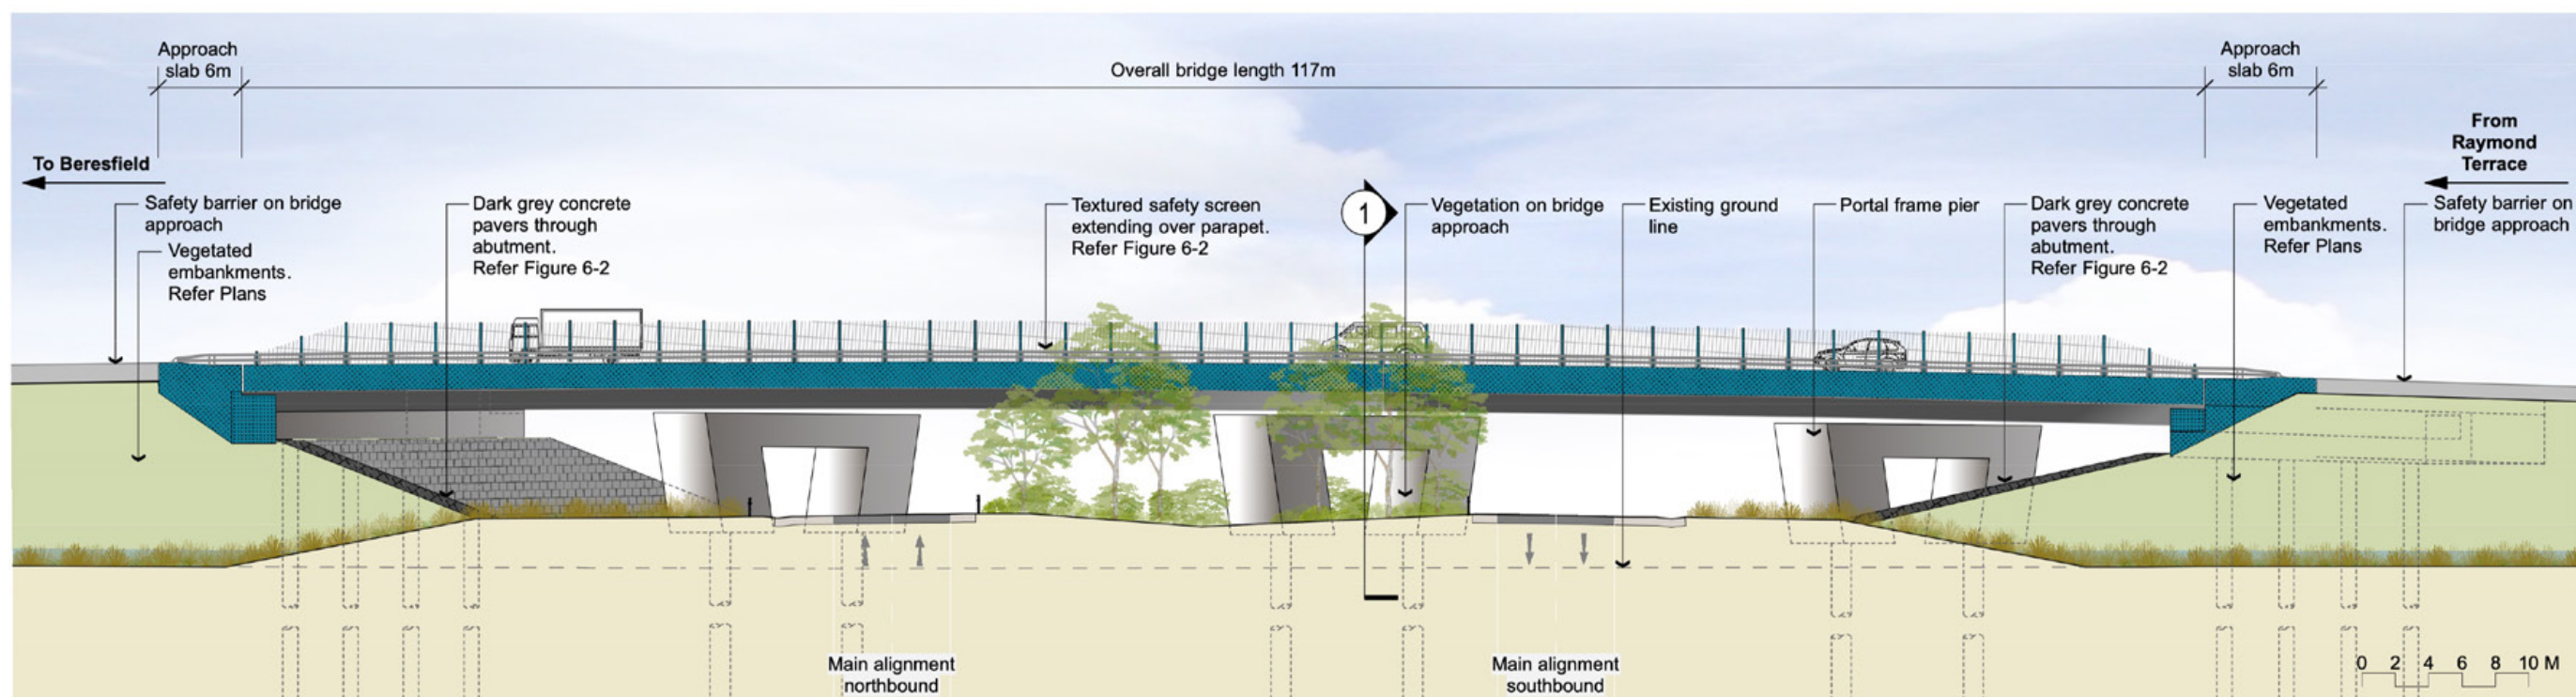 Approach
slab 6m
Overall bridge length 117m
Approach
slab 6m
To Beresfield
From
Raymond
Terrace
Safety barrier on bridge
approach
Vegetated
embankments.
Refer Plans
Dark grey concrete
pavers through
abutment.
Refer Figure 6-2
Textured safety screen
extending over parapet.
Refer Figure 6-2
1
Vegetation on bridge
approach
Existing ground
line
Portal frame pier
Dark grey concrete
pavers through
abutment.
Refer Figure 6-2
Vegetated
embankments.
Refer Plans
Safety barrier on
bridge approach
Main alignment
northbound
Main alignment
southbound
0 2 4 6 8 10 M